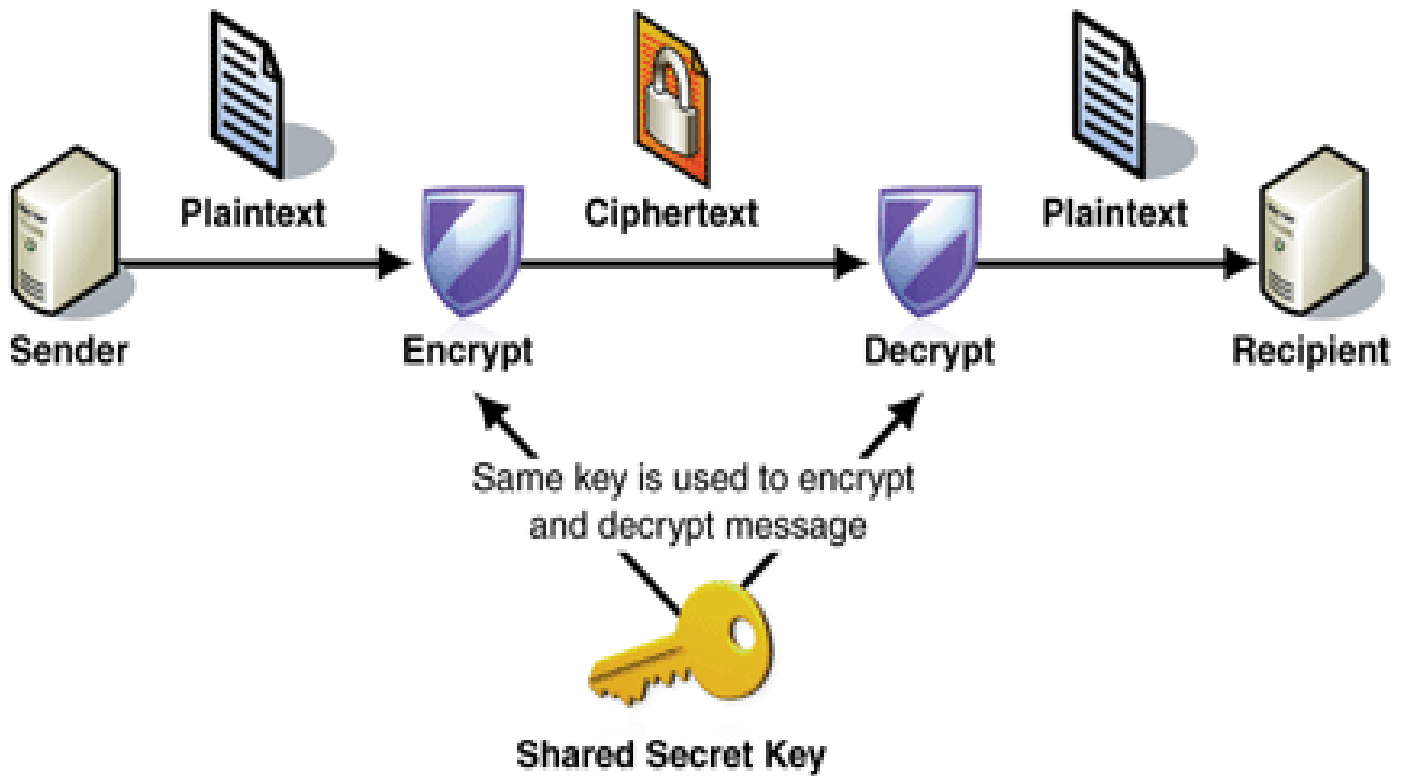 Plaintext
Ciphertext
Plaintext
Sender
Encrypt
Decrypt
Recipient
Same key is used to encrypt
and decrypt message
Shared Secret Key